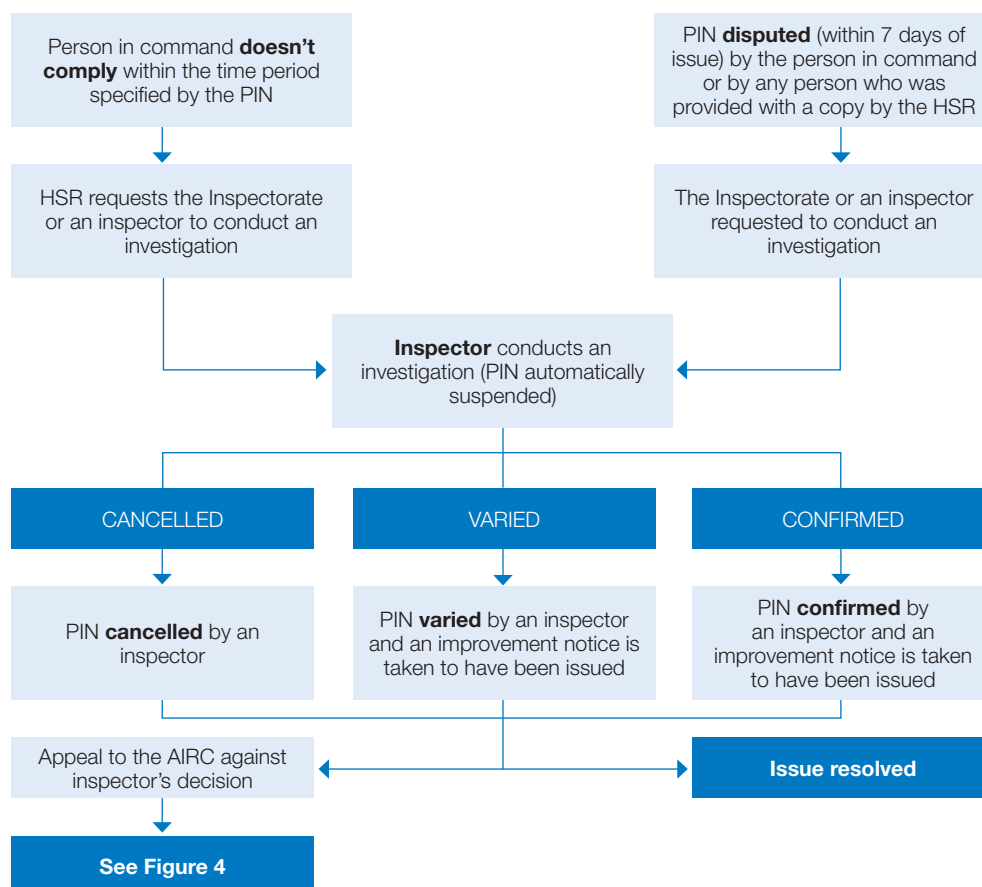 Person in command doesn't
comply within the time period
specified by the PIN
PIN disputed (within 7 days of
issue) by the person in command
or by any person who was
provided with a copy by the HSR
HSR requests the Inspectorate
or an inspector to conduct an
investigation
The Inspectorate or an inspector
requested to conduct an
investigation
Inspector conducts an
investigation (PIN automatically
suspended)
CANCELLED
VARIED
CONFIRMED
PIN cancelled by an
inspector
PIN varied by an inspector
and an improvement notice is
taken to have been issued
PIN confirmed by
an inspector and an
improvement notice is taken
to have been issued
Appeal to the AIRC against
inspector's decision
Issue resolved
See Figure 4